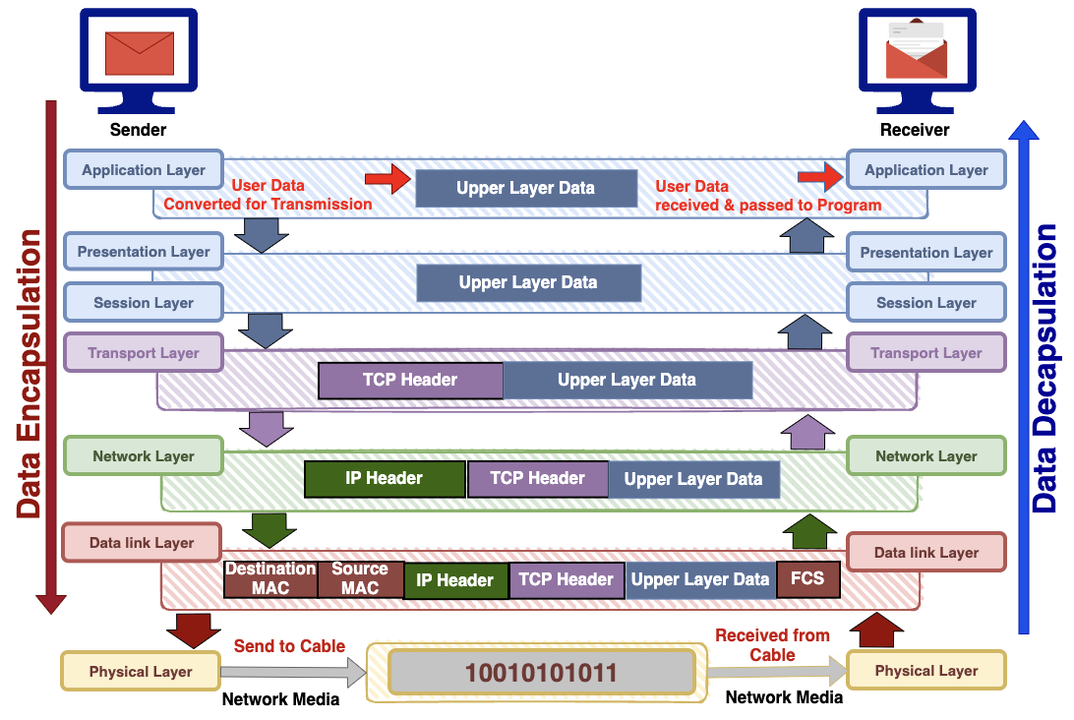 Sender
Receiver
Data Encapsulation
Data Decapsulation
Application Layer
User Data
Converted for Transmission
Upper Layer Data
User Data
received & passed to Program
Application Layer
Presentation Layer
Session Layer
Upper Layer Data
Presentation Layer
Session Layer
Transport Layer
TCP Header
Upper Layer Data
Transport Layer
Network Layer
IP Header
TCP Header
Upper Layer Data
Network Layer
Data link Layer
Destination
MAC
Source
MAC
IP Header
TCP Header
Upper Layer Data
FCS
Data link Layer
Physical Layer
Send to Cable
Network Media
10010101011
Received from
Cable
Network Media
Physical Layer